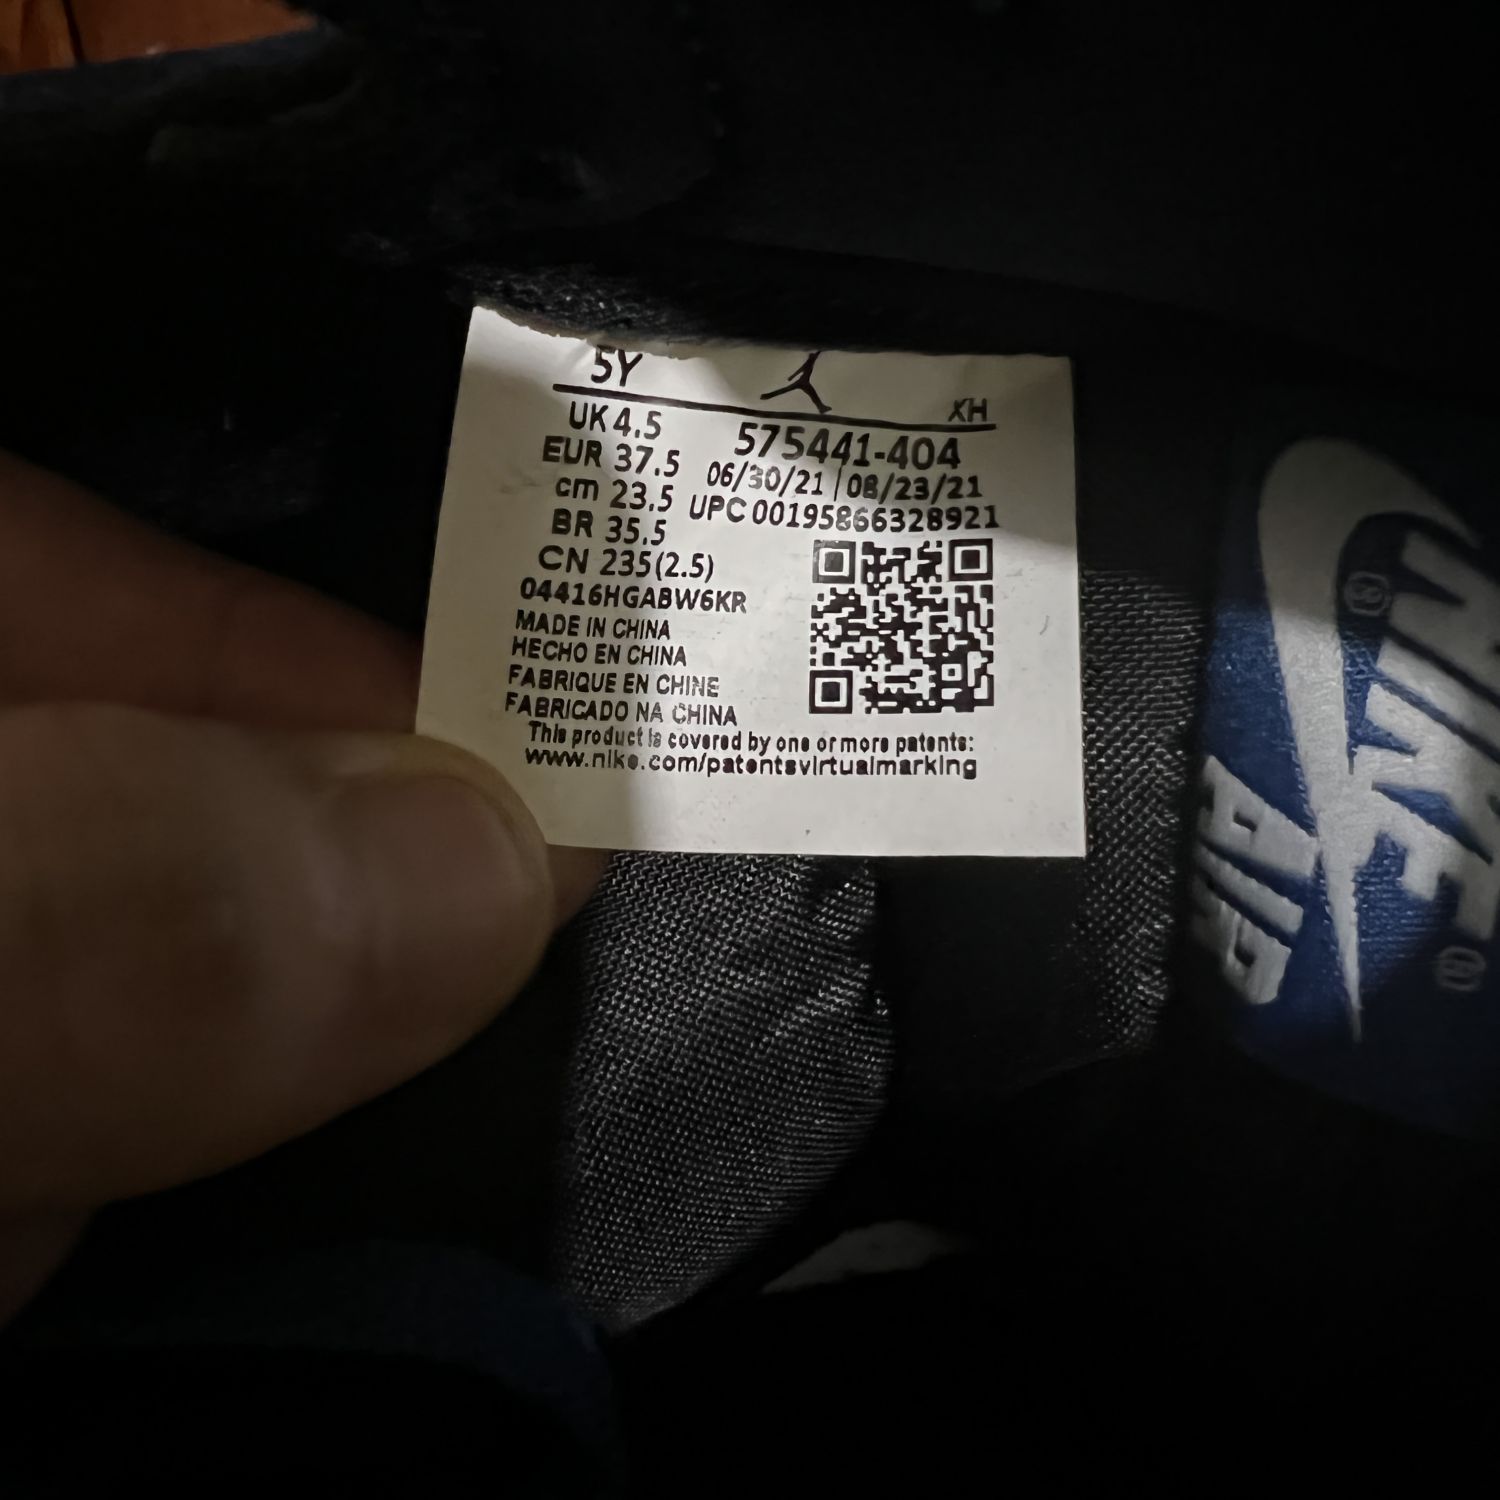 5Y
XH
UK 4.5
575441-404
EUR 37.5
06/30/21 | 08/23/21
cm 23.5
UPC 00195866328921
BR 35.5
CN 235(2.5)
04416HGABW6KR
MADE IN CHINA
HECHO EN CHINA
FABRIQUE EN CHINE
FABRICADO NA CHINA
This product is covered by one or more patents:
www.nike.com/patentsvirtualmarking
NIKE
AIR
®
®